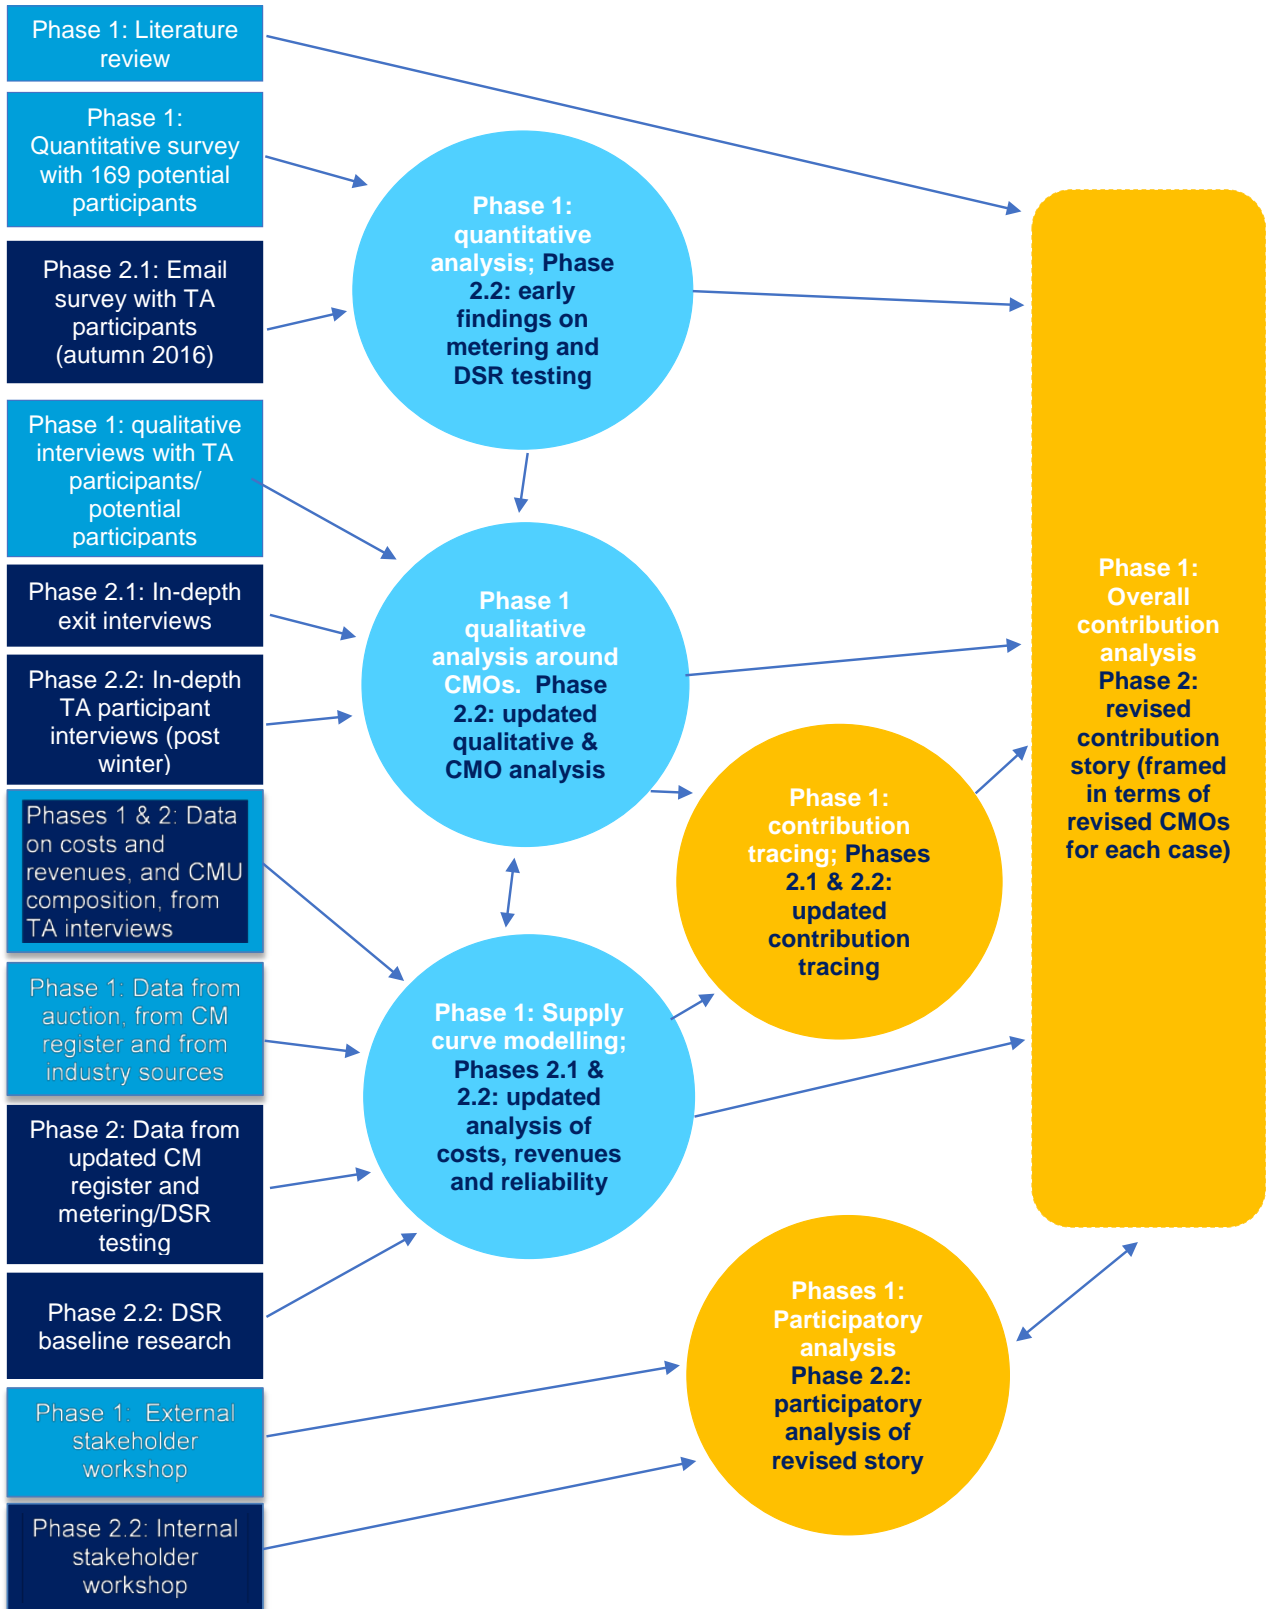 Phase 1: Literature
review
Phase 1:
Quantitative survey
with 169 potential
participants
Phase 2.1: Email
survey with TA
participants
(autumn 2016)
Phase 1: qualitative
interviews with TA
participants/
potential
participants
Phase 2.1: In-depth
exit interviews
Phase 2.2: In-depth
TA participant
interviews (post
winter)
Phases 1 & 2: Data
on costs and
revenues, and CMU
composition, from
TA interviews
Phase 1: Data from
auction, from CM
register and from
industry sources
Phase 2: Data from
updated CM
register and
metering/DSR
testing
Phase 2.2: DSR
baseline research
Phase 1: External
stakeholder
workshop
Phase 2.2: Internal
stakeholder
workshop
Phase 1:
quantitative
analysis; Phase
2.2: early
findings on
metering and
DSR testing
Phase 1
qualitative
analysis around
CMOs. Phase
2.2: updated
qualitative &
CMO analysis
Phase 1: Supply
curve modelling;
Phases 2.1 &
2.2: updated
analysis of
costs, revenues
and reliability
Phase 1:
contribution
tracing; Phases
2.1 & 2.2:
updated
contribution
tracing
Phases 1:
Participatory
analysis
Phase 2.2:
participatory
analysis of
revised story
Phase 1:
Overall
contribution
analysis
Phase 2:
revised
contribution
story (framed
in terms of
revised CMOs
for each case)